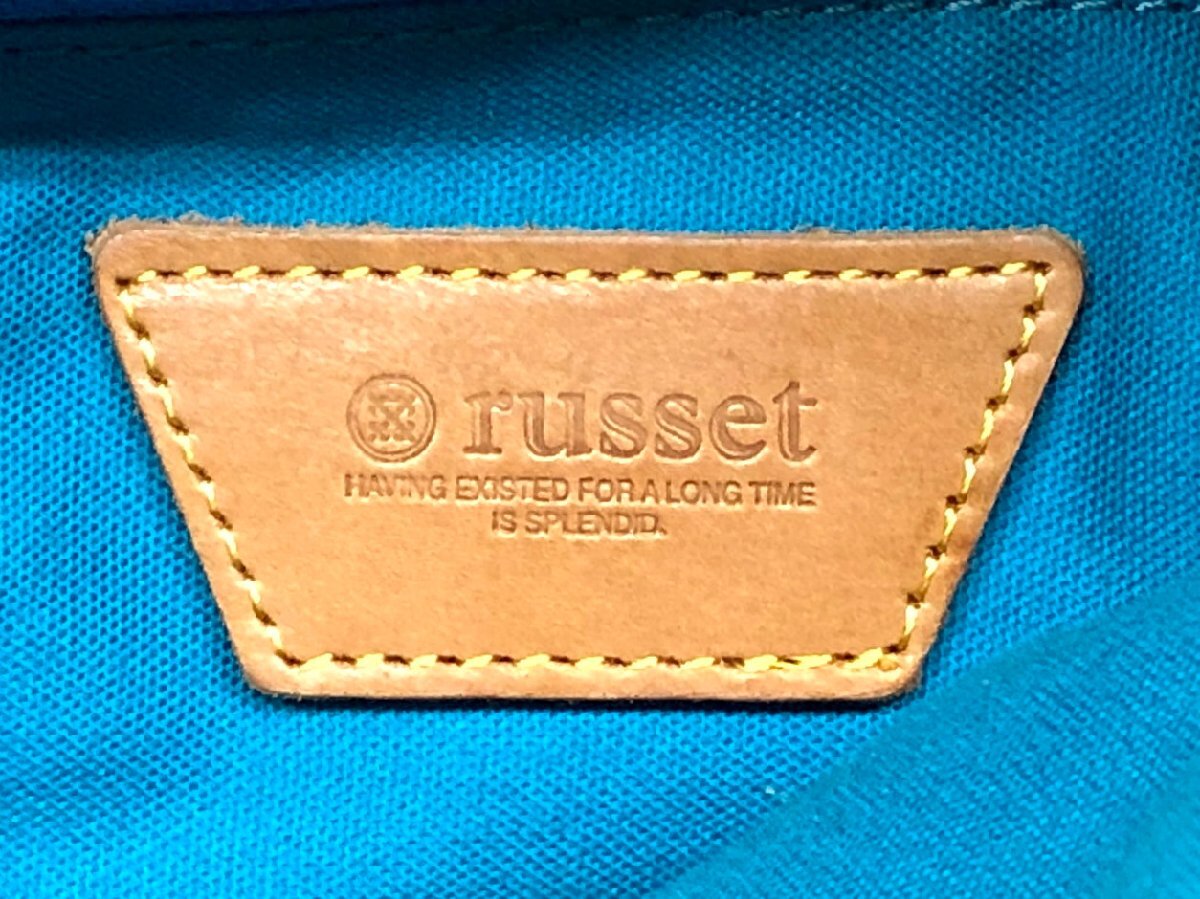 russet
HAVING EXISTED FOR A LONG TIME
IS SPLENDID.